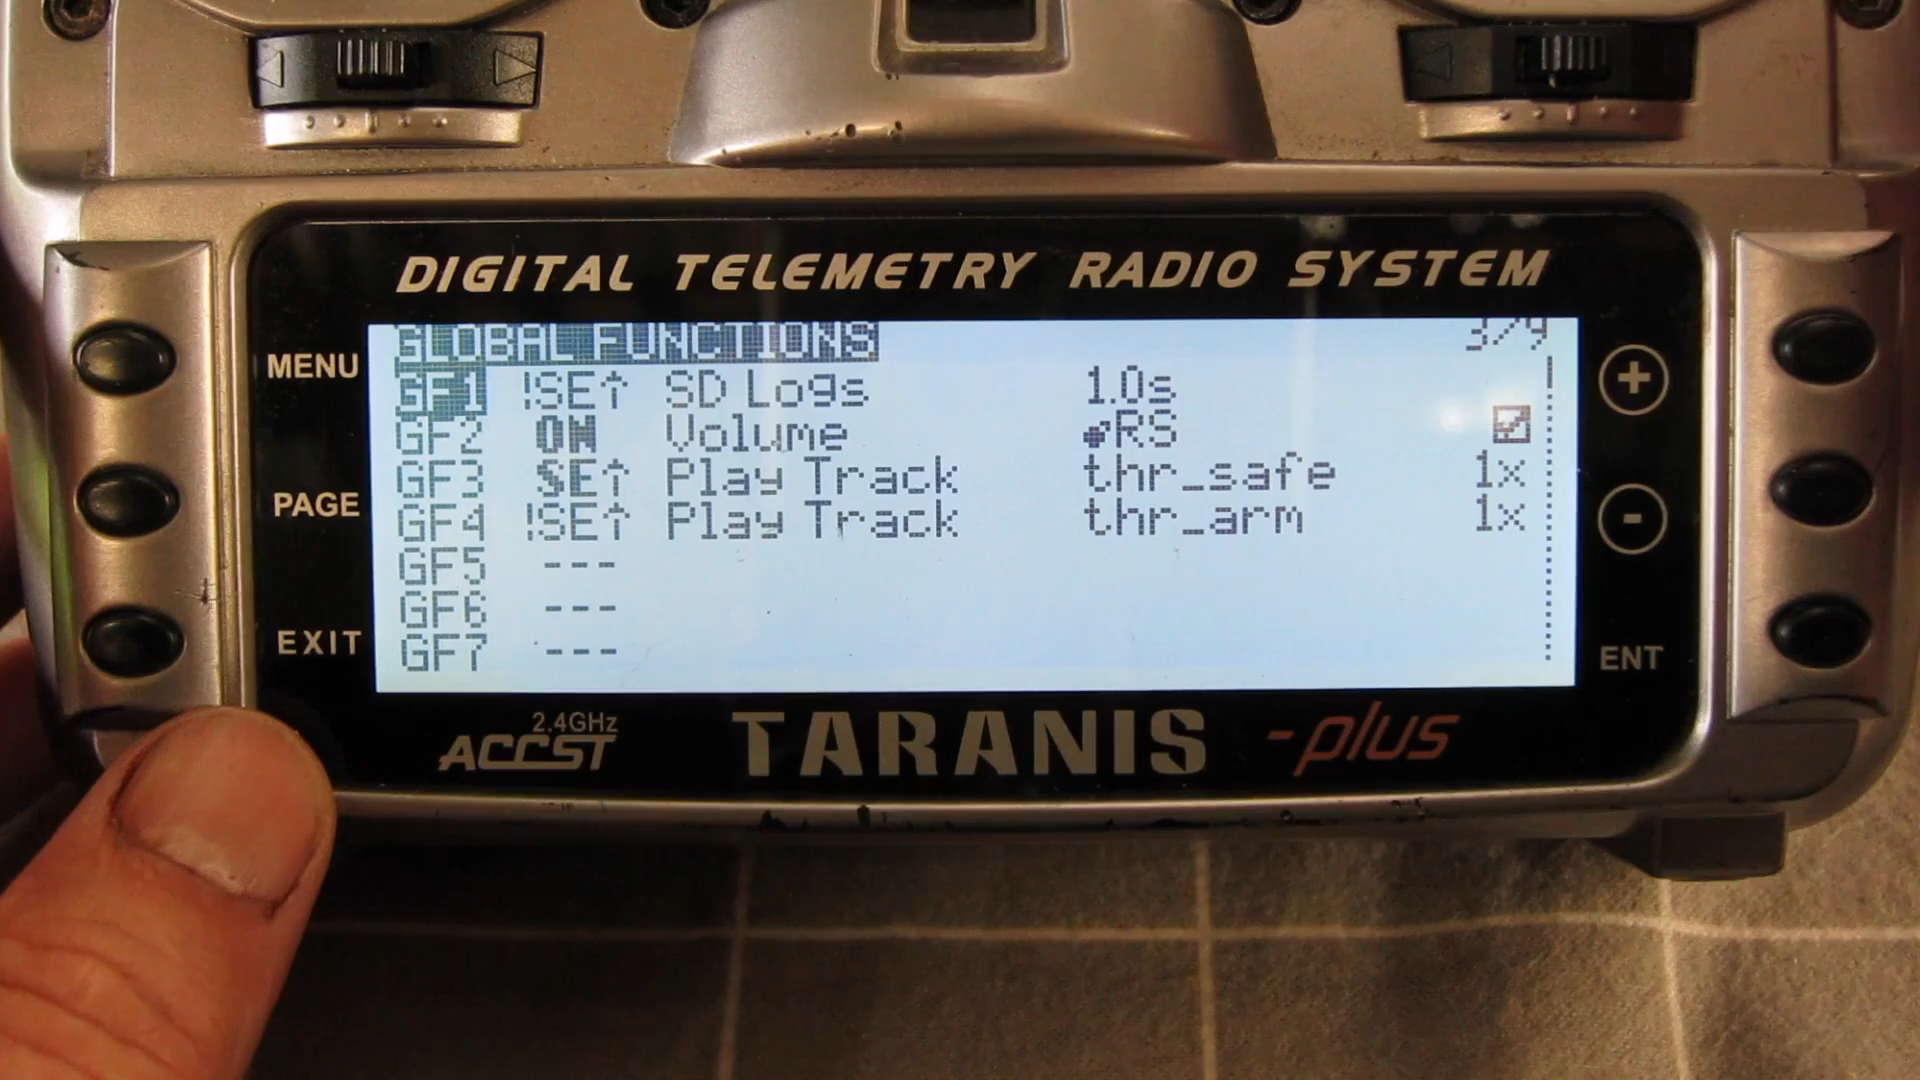 DIGITAL TELEMETRY RADIO SYSTEM
GLOBAL FUNCTIONS 3/9
GF1 !SE↑ SD Logs 1.0s
GF2 ON Volume RS
GF3 SE↑ Play Track thr_safe 1x
GF4 !SE↑ Play Track thr_arm 1x
GF5 ---
GF6 ---
GF7 ---
MENU
PAGE
EXIT
+
-
ENT
2.4GHz
ACCST
TARANIS -plus